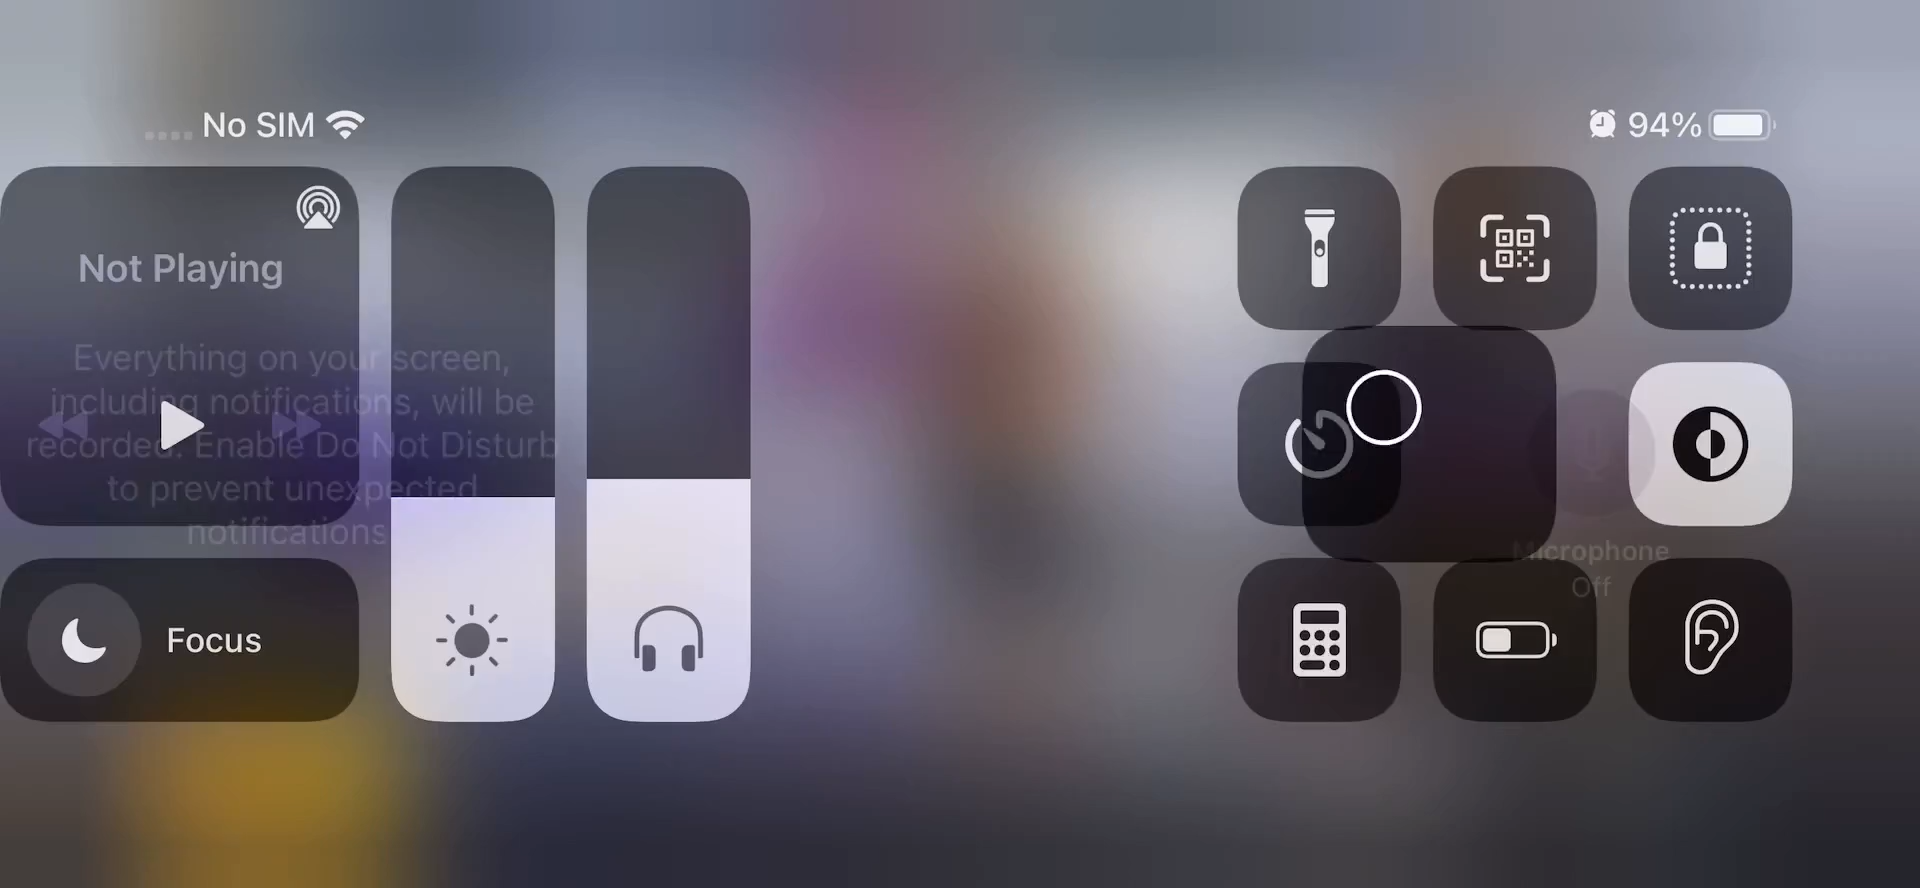 No SIM
94%
Not Playing
Everything on your screen,
including notifications, will be
recorded. Enable Do Not Disturb
to prevent unexpected
notifications
Microphone
Off
Focus